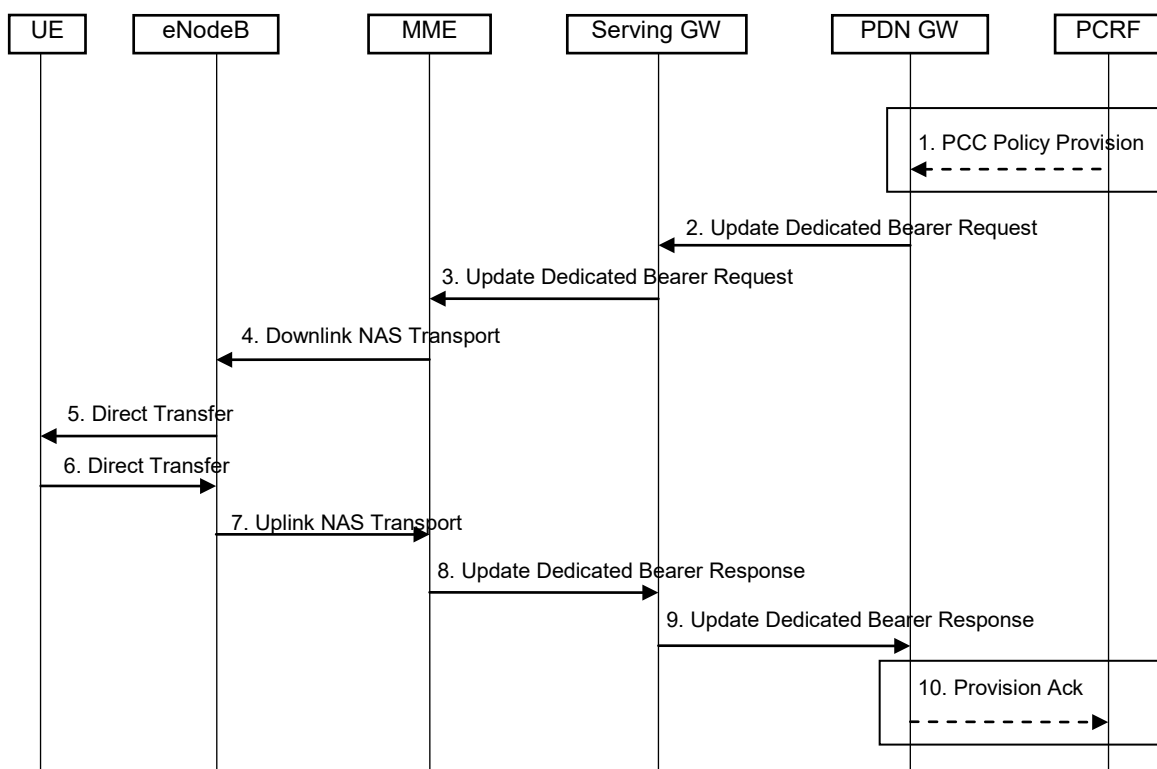 UE eNodeB MME Serving GW PDN GW PCRF
1. PCC Policy Provision
2. Update Dedicated Bearer Request
3. Update Dedicated Bearer Request
4. Downlink NAS Transport
5. Direct Transfer
6. Direct Transfer
7. Uplink NAS Transport
8. Update Dedicated Bearer Response
9. Update Dedicated Bearer Response
10. Provision Ack